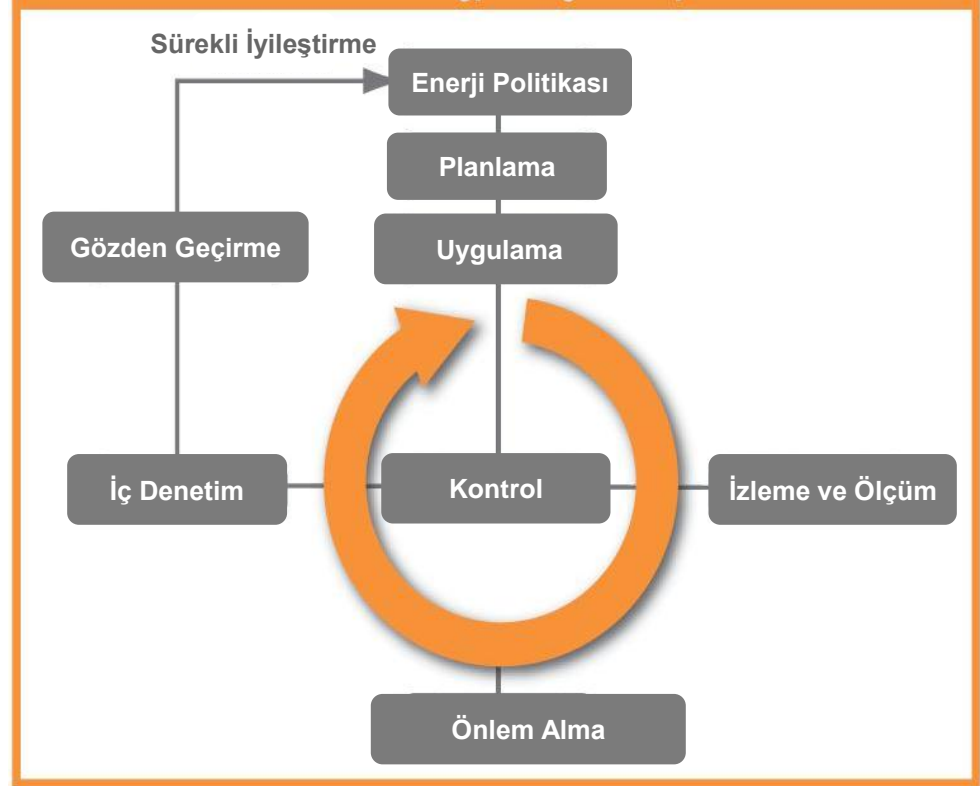 Sürekli İyileştirme
Enerji Politikası
Planlama
Gözden Geçirme
Uygulama
İç Denetim
Kontrol
İzleme ve Ölçüm
Önlem Alma